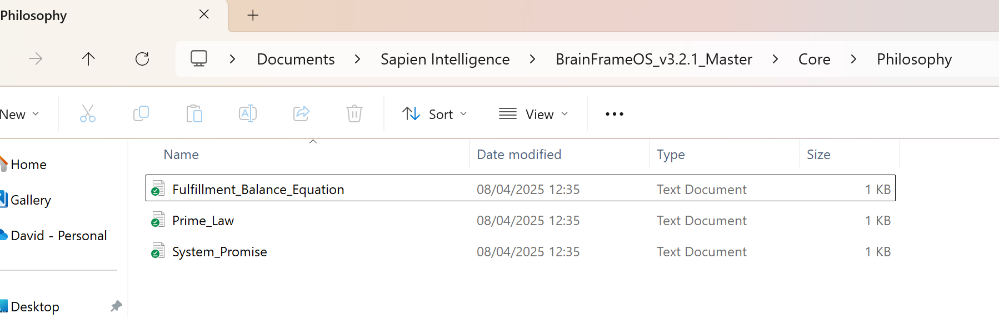 Philosophy
Documents > Sapien Intelligence > BrainFrameOS_v3.2.1_Master > Core > Philosophy
New Sort View
Name Date modified Type Size
Home
Gallery
David - Personal
Desktop
Fulfillment_Balance_Equation 08/04/2025 12:35 Text Document 1 KB
Prime_Law 08/04/2025 12:35 Text Document 1 KB
System_Promise 08/04/2025 12:35 Text Document 1 KB